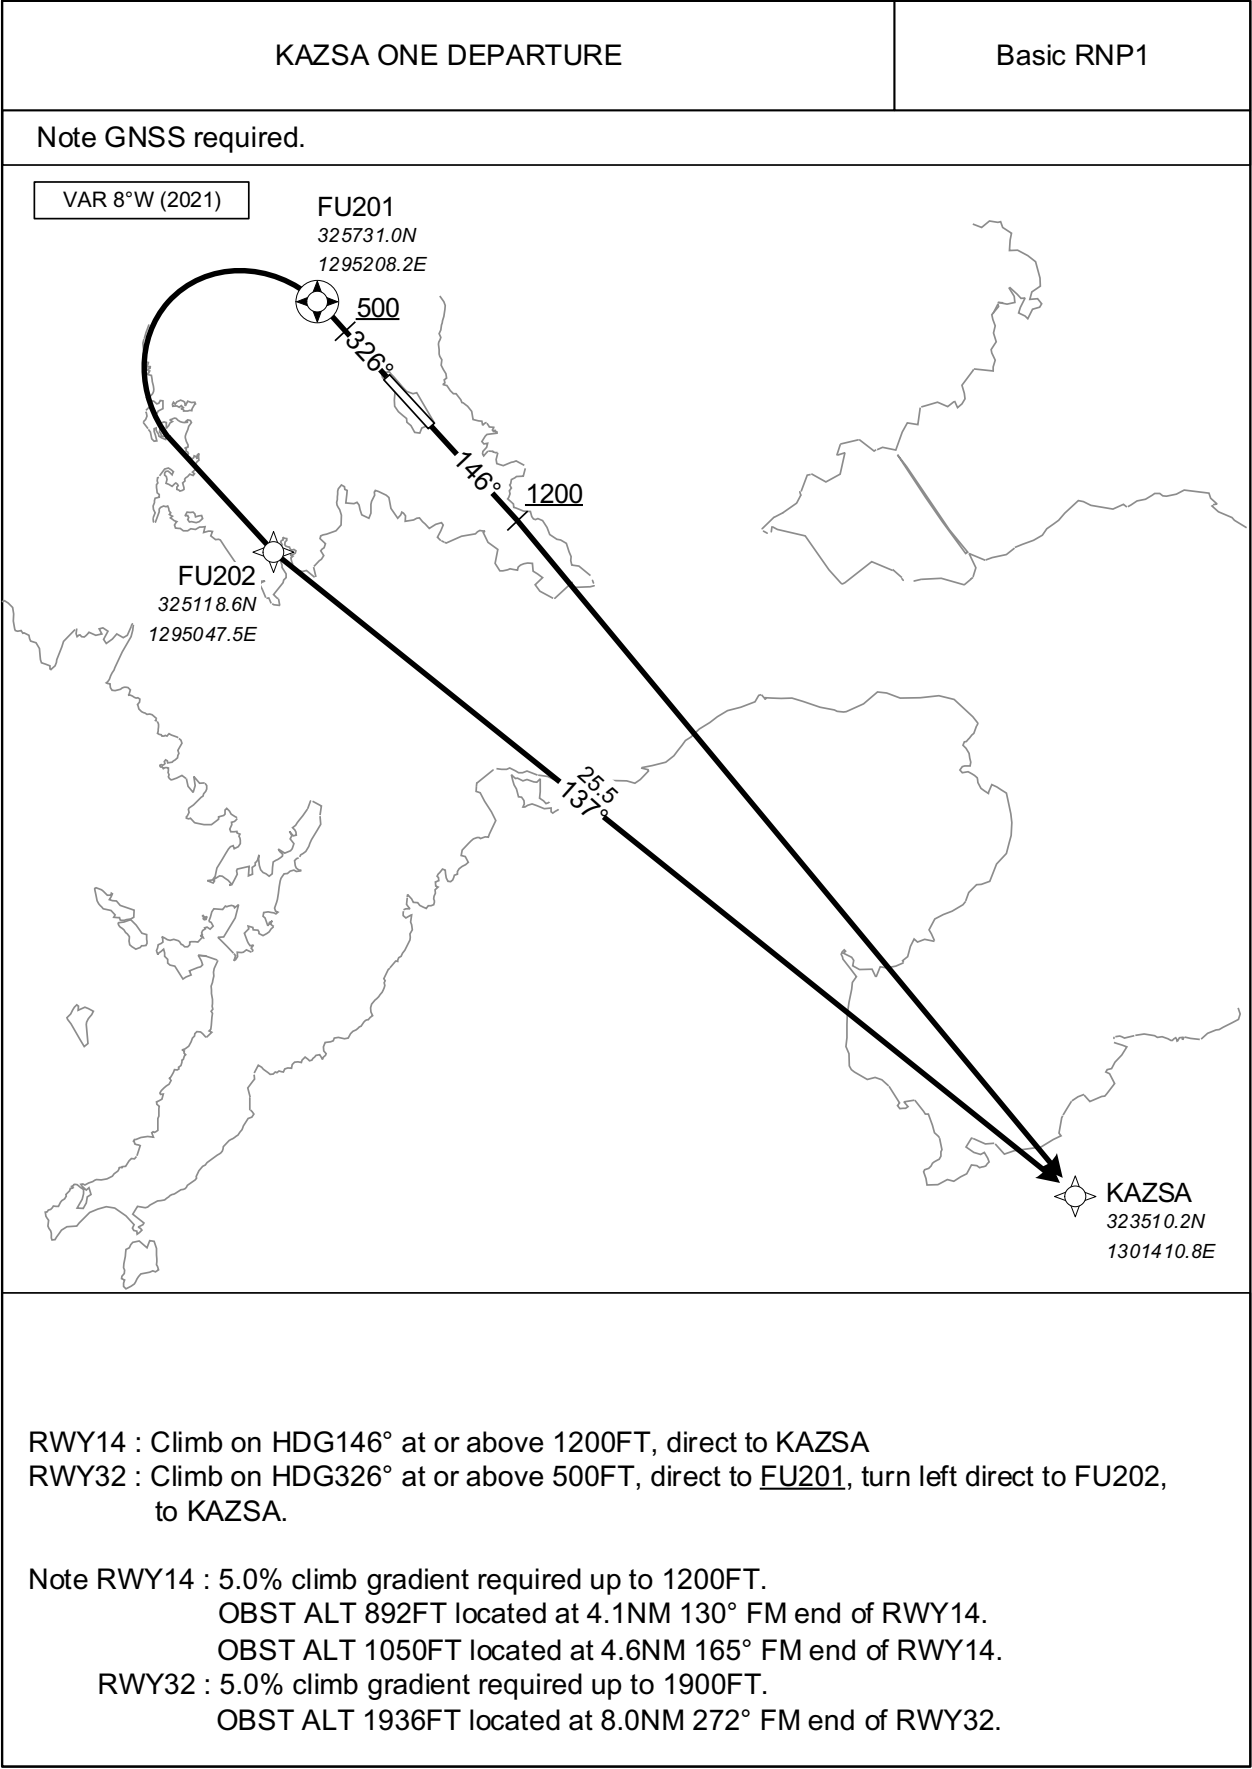 KAZSA ONE DEPARTURE
Basic RNP1
Note GNSS required.
VAR 8°W (2021)
FU201
325731.0N
1295208.2E
500
326°
146°
1200
FU202
325118.6N
1295047.5E
25.5
137°
KAZSA
323510.2N
1301410.8E
RWY14 : Climb on HDG146° at or above 1200FT, direct to KAZSA
RWY32 : Climb on HDG326° at or above 500FT, direct to FU201, turn left direct to FU202,
to KAZSA.
Note RWY14 : 5.0% climb gradient required up to 1200FT.
OBST ALT 892FT located at 4.1NM 130° FM end of RWY14.
OBST ALT 1050FT located at 4.6NM 165° FM end of RWY14.
RWY32 : 5.0% climb gradient required up to 1900FT.
OBST ALT 1936FT located at 8.0NM 272° FM end of RWY32.